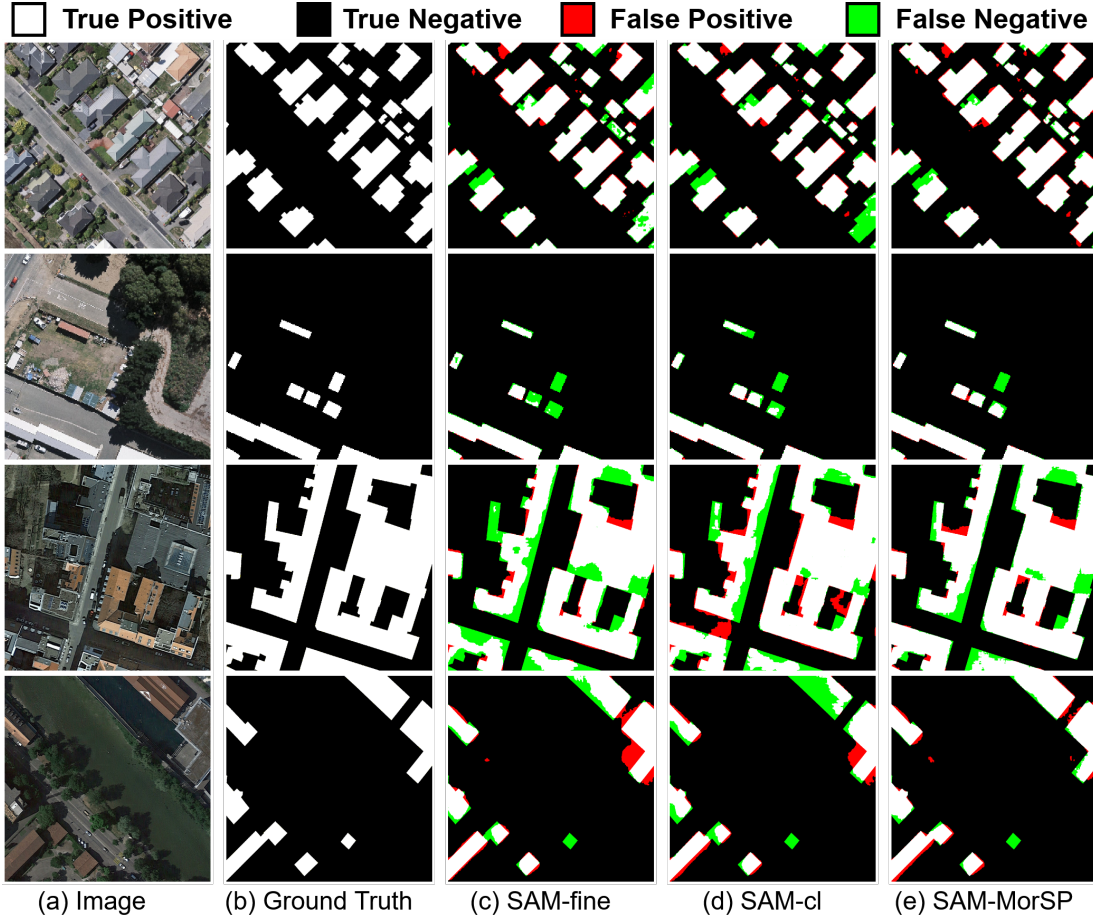 True Positive True Negative False Positive False Negative
(a) Image (b) Ground Truth (c) SAM-fine (d) SAM-cl (e) SAM-MorSP